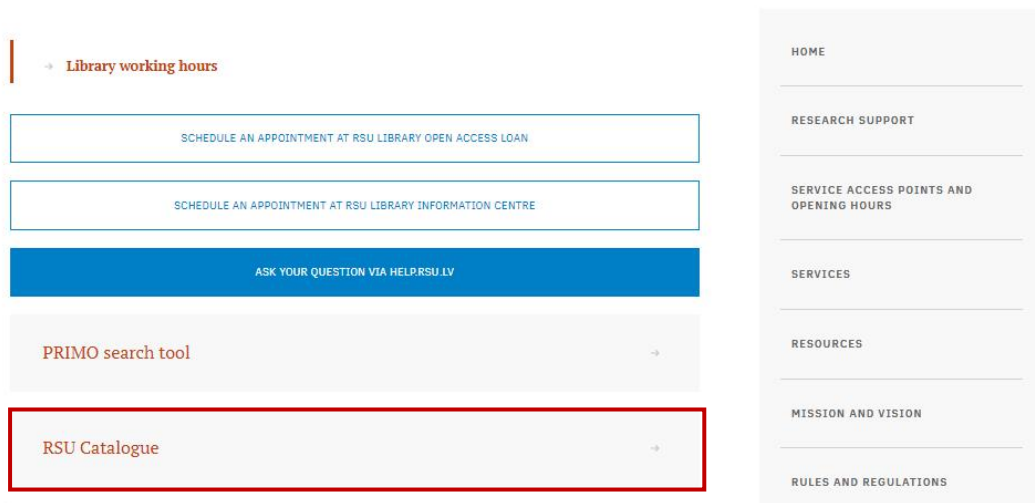 Library working hours
SCHEDULE AN APPOINTMENT AT RSU LIBRARY OPEN ACCESS LOAN
SCHEDULE AN APPOINTMENT AT RSU LIBRARY INFORMATION CENTRE
ASK YOUR QUESTION VIA HELP.RSU.LV
PRIMO search tool
RSU Catalogue
HOME
RESEARCH SUPPORT
SERVICE ACCESS POINTS AND
OPENING HOURS
SERVICES
RESOURCES
MISSION AND VISION
RULES AND REGULATIONS